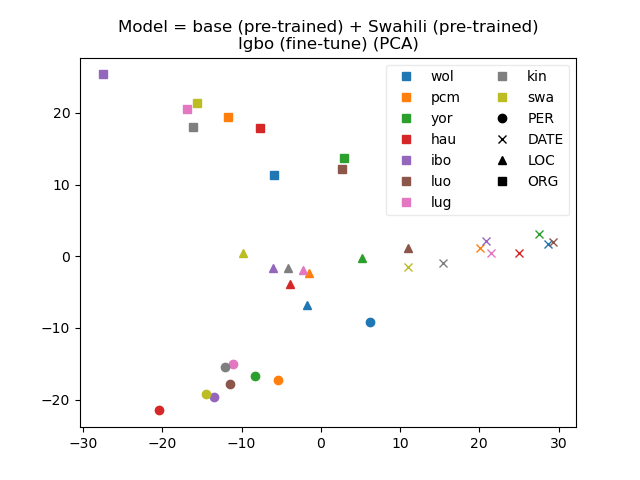 Model = base (pre-trained) + Swahili (pre-trained)
Igbo (fine-tune) (PCA)
wol
pcm
yor
hau
ibo
luo
lug
kin
swa
PER
DATE
LOC
ORG
20
10
0
−10
−20
−30
−20
−10
0
10
20
30